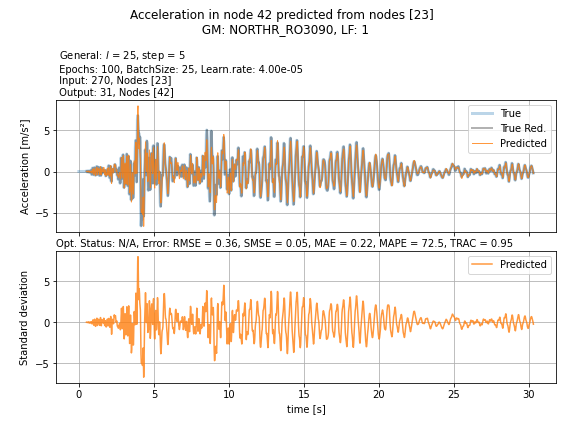 Acceleration in node 42 predicted from nodes [23]
GM: NORTHR_RO3090, LF: 1
General: l = 25, step = 5
Epochs: 100, BatchSize: 25, Learn.rate: 4.00e-05
Input: 270, Nodes [23]
Output: 31, Nodes [42]
Acceleration [m/s²]
5
0
−5
True
True Red.
Predicted
Opt. Status: N/A, Error: RMSE = 0.36, SMSE = 0.05, MAE = 0.22, MAPE = 72.5, TRAC = 0.95
Standard deviation
5
0
−5
Predicted
0 5 10 15 20 25 30
time [s]